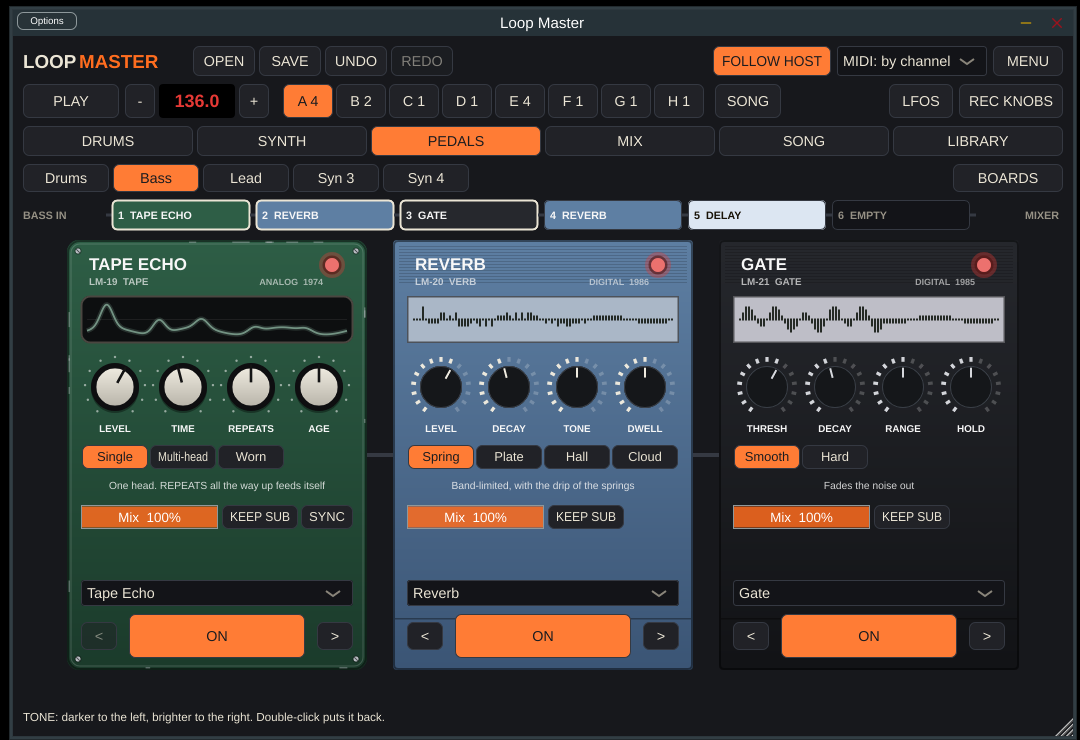 Options
Loop Master
LOOPMASTER OPEN SAVE UNDO REDO FOLLOW HOST MIDI: by channel MENU
PLAY - 136.0 + A 4 B 2 C 1 D 1 E 4 F 1 G 1 H 1 SONG LFOS REC KNOBS
DRUMS SYNTH PEDALS MIX SONG LIBRARY
Drums Bass Lead Syn 3 Syn 4 BOARDS
BASS IN 1 TAPE ECHO 2 REVERB 3 GATE 4 REVERB 5 DELAY 6 EMPTY MIXER
TAPE ECHO
LM-19 TAPE ANALOG 1974
LEVEL TIME REPEATS AGE
Single Multi-head Worn
One head. REPEATS all the way up feeds itself
Mix 100% KEEP SUB SYNC
Tape Echo
< ON >
REVERB
LM-20 VERB DIGITAL 1986
LEVEL DECAY TONE DWELL
Spring Plate Hall Cloud
Band-limited, with the drip of the springs
Mix 100% KEEP SUB
Reverb
< ON >
GATE
LM-21 GATE DIGITAL 1985
THRESH DECAY RANGE HOLD
Smooth Hard
Fades the noise out
Mix 100% KEEP SUB
Gate
< ON >
TONE: darker to the left, brighter to the right. Double-click puts it back.